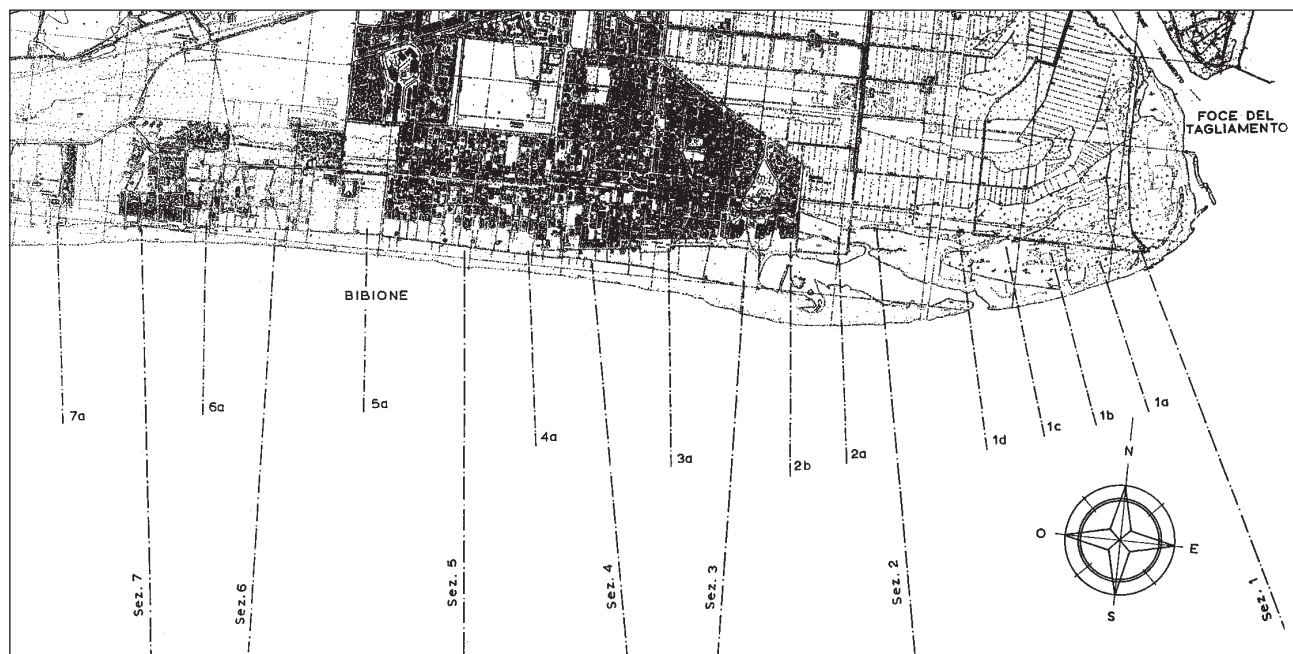 FOCE DEL
TAGLIAMENTO
BIBIONE
7a
6a
5a
4a
3a
2b
2a
1d
1c
1b
1a
N
O
E
S
Sez. 7
Sez. 6
Sez. 5
Sez. 4
Sez. 3
Sez. 2
Sez. 1